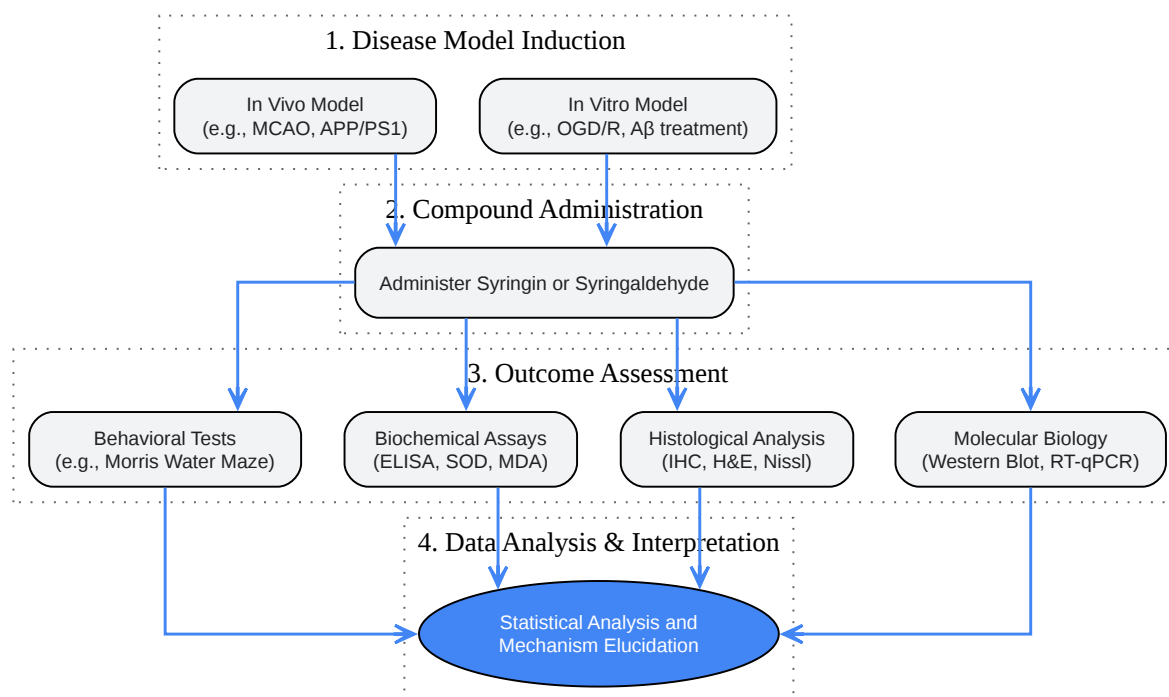 1. Disease Model Induction
In Vivo Model
(e.g., MCAO, APP/PS1)
In Vitro Model
(e.g., OGD/R, Aβ treatment)
2. Compound Administration
Administer Syringin or Syringaldehyde
3. Outcome Assessment
Behavioral Tests
(e.g., Morris Water Maze)
Biochemical Assays
(ELISA, SOD, MDA)
Histological Analysis
(IHC, H&E, Nissl)
Molecular Biology
(Western Blot, RT-qPCR)
4. Data Analysis & Interpretation
Statistical Analysis and
Mechanism Elucidation